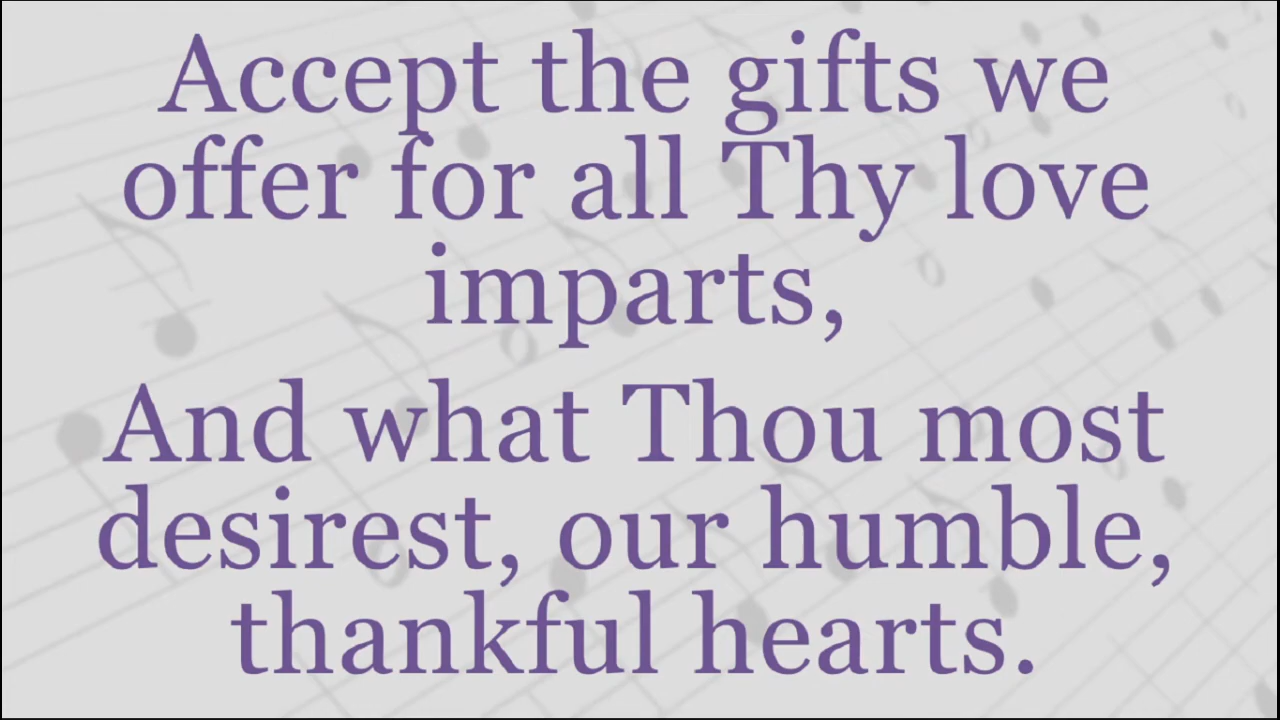 Accept the gifts we
offer for all Thy love
imparts,
And what Thou most
desirest, our humble,
thankful hearts.